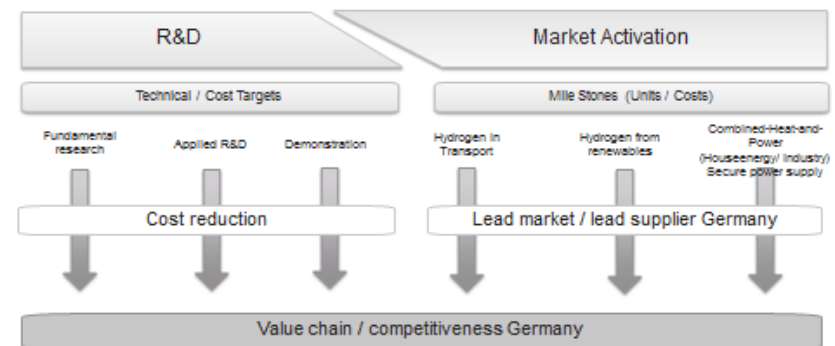 R&D
Market Activation
Technical / Cost Targets
Mile Stones (Units / Costs)
Fundamental
research
Applied R&D
Demonstration
Hydrogen in
Transport
Hydrogen from
renewables
Combined-Heat-and-
Power
(Houseenergy/ Industry)
Secure power supply
Cost reduction
Lead market / lead supplier Germany
Value chain / competitiveness Germany